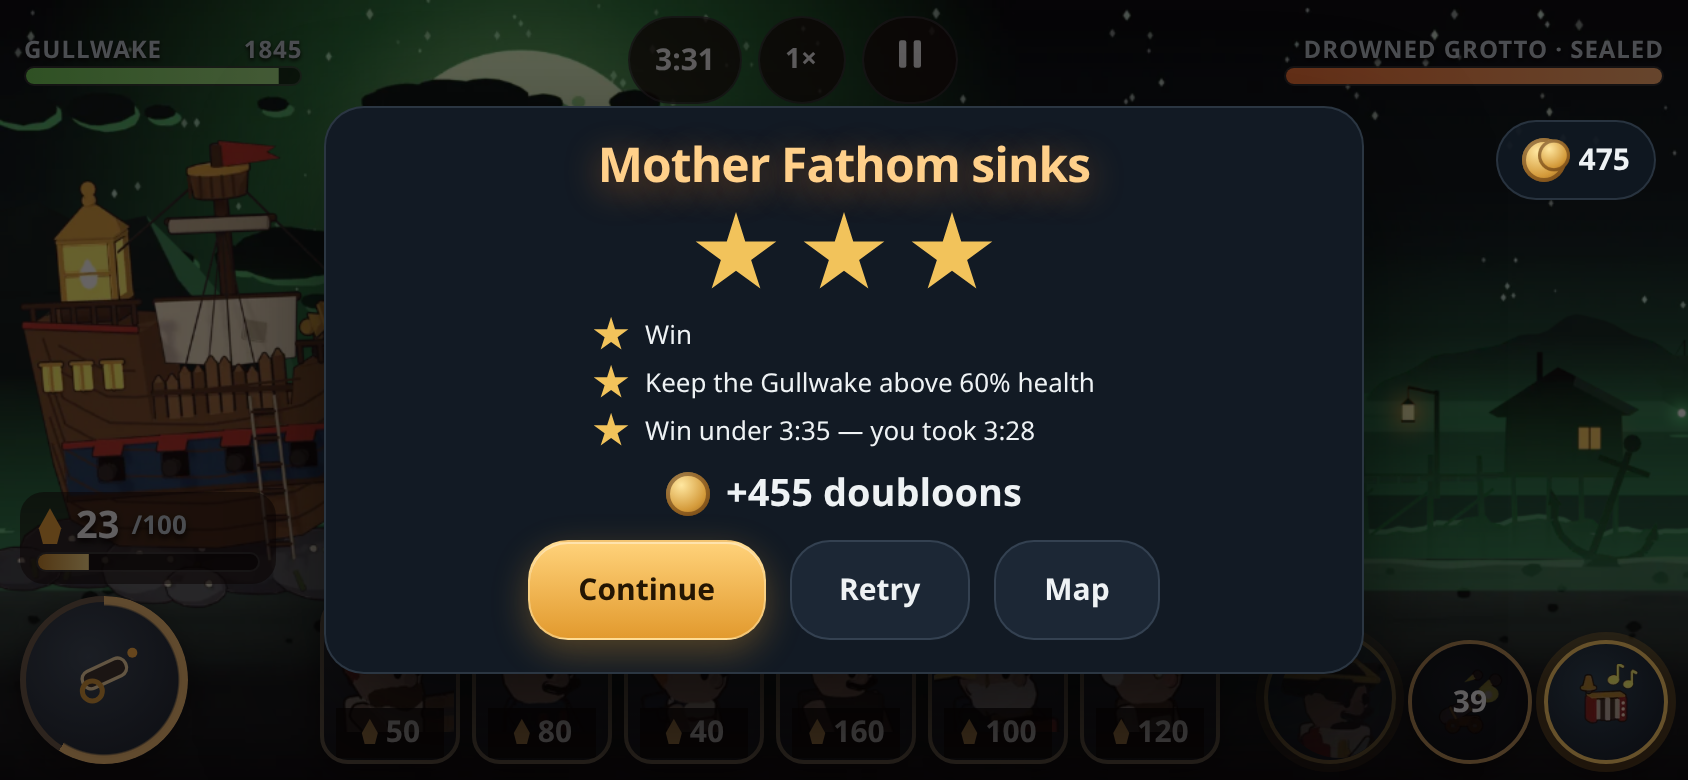 GULLWAKE 1845
3:31 1×
DROWNED GROTTO · SEALED
475
Mother Fathom sinks
Win
Keep the Gullwake above 60% health
Win under 3:35 — you took 3:28
+455 doubloons
Continue Retry Map
23 /100
50 80 40 160 100 120
39